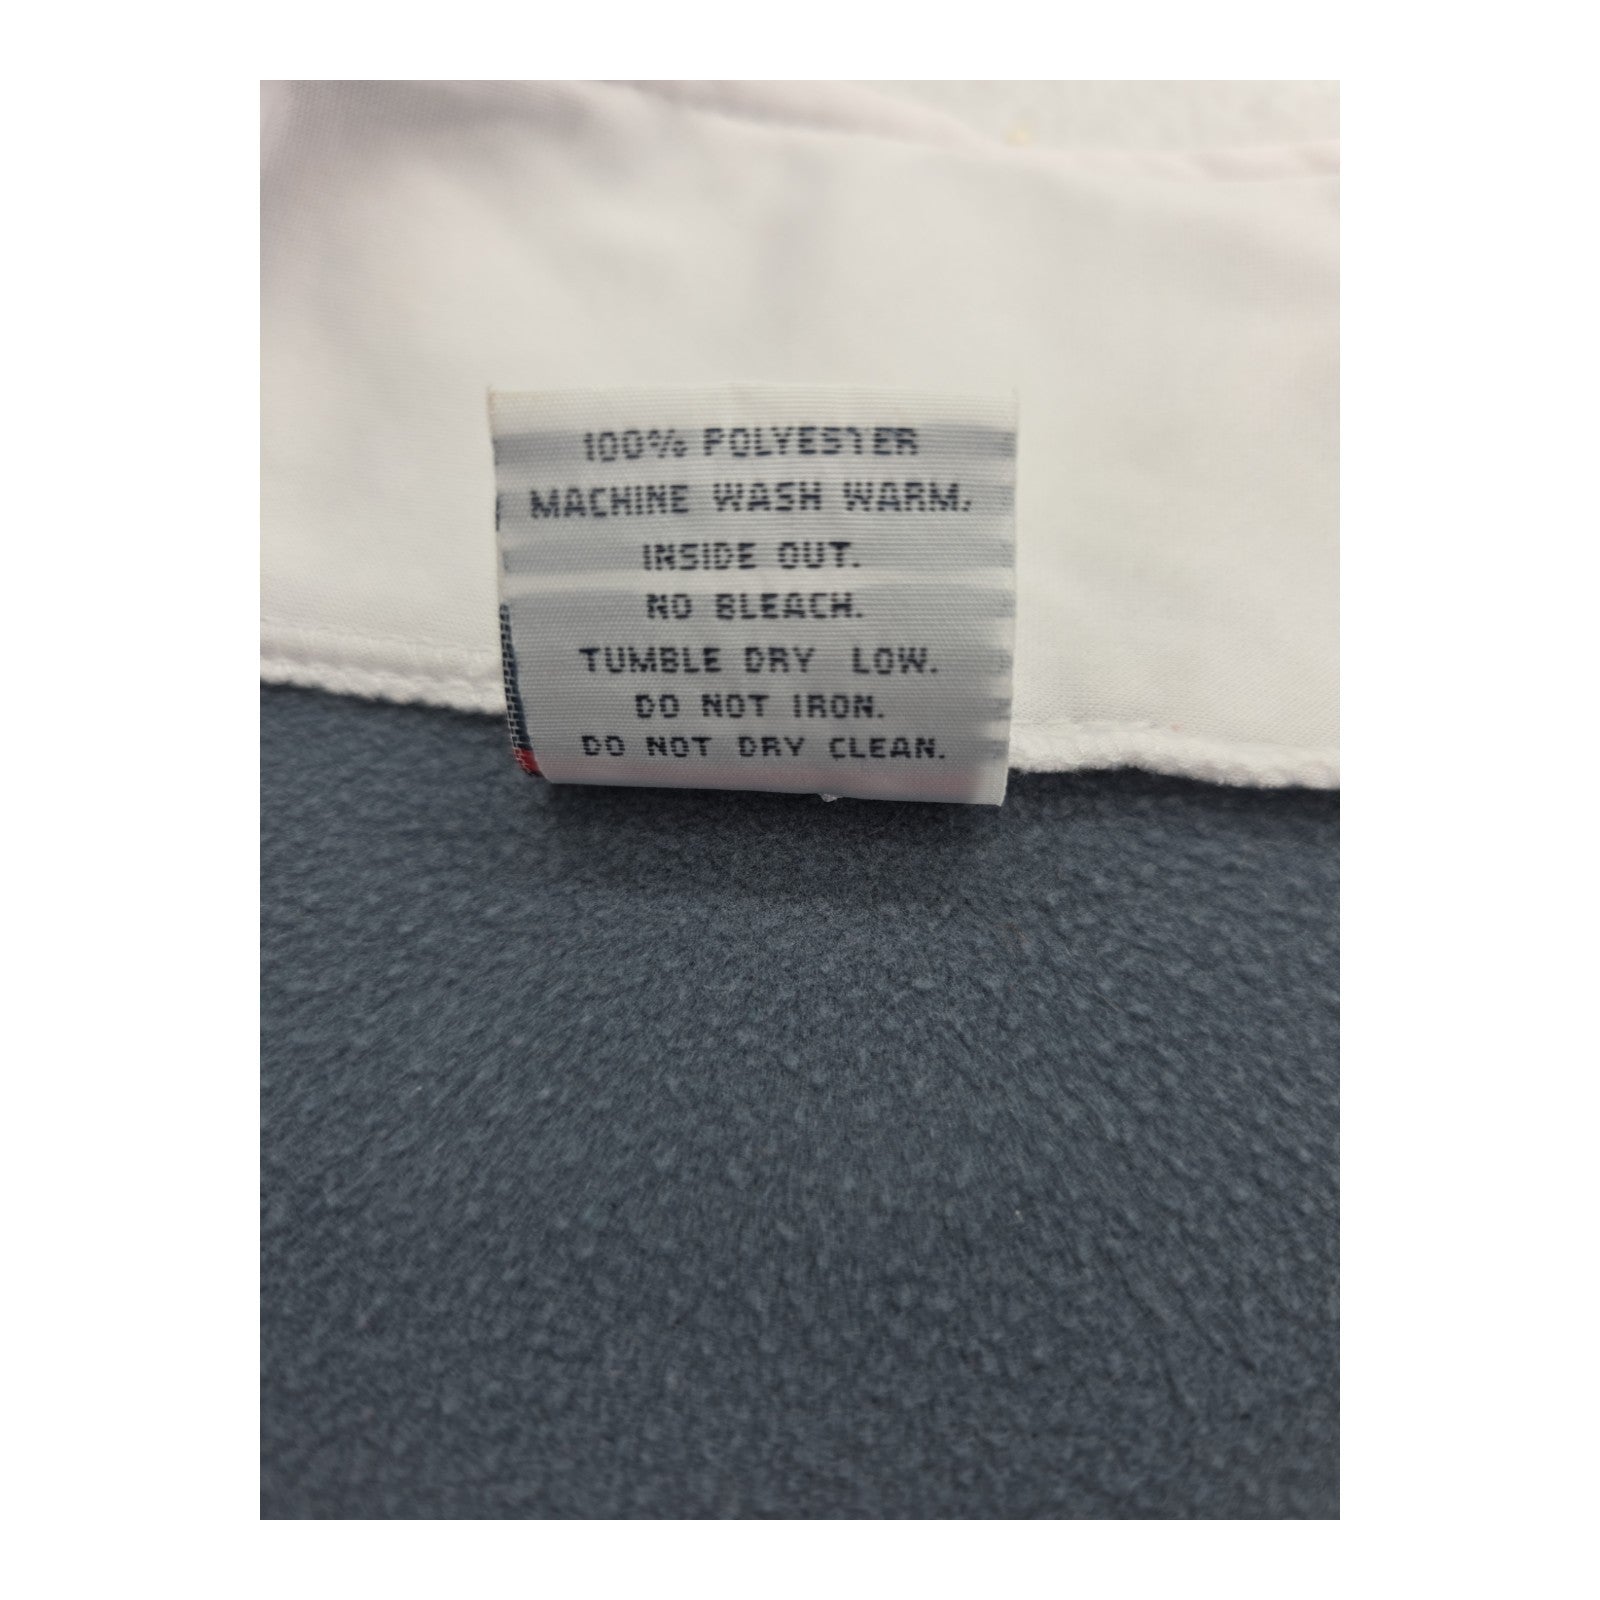 100% POLYESTER
MACHINE WASH WARM,
INSIDE OUT.
NO BLEACH.
TUMBLE DRY LOW.
DO NOT IRON.
DO NOT DRY CLEAN.